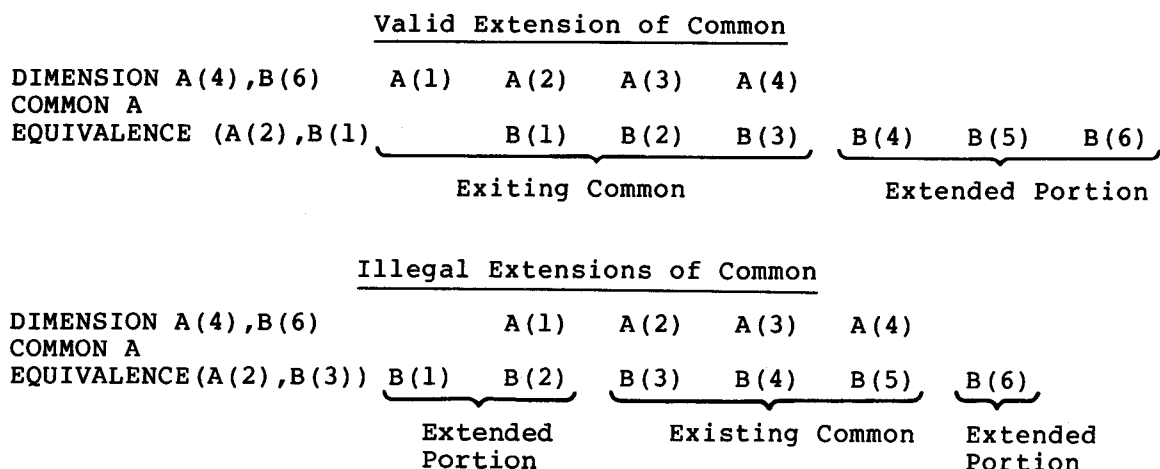 Valid Extension of Common
DIMENSION A(4),B(6) A(1) A(2) A(3) A(4)
COMMON A
EQUIVALENCE (A(2),B(1) B(1) B(2) B(3) B(4) B(5) B(6)
Exiting Common Extended Portion
Illegal Extensions of Common
DIMENSION A(4),B(6) A(1) A(2) A(3) A(4)
COMMON A
EQUIVALENCE(A(2),B(3)) B(1) B(2) B(3) B(4) B(5) B(6)
Extended Existing Common Extended
Portion Portion